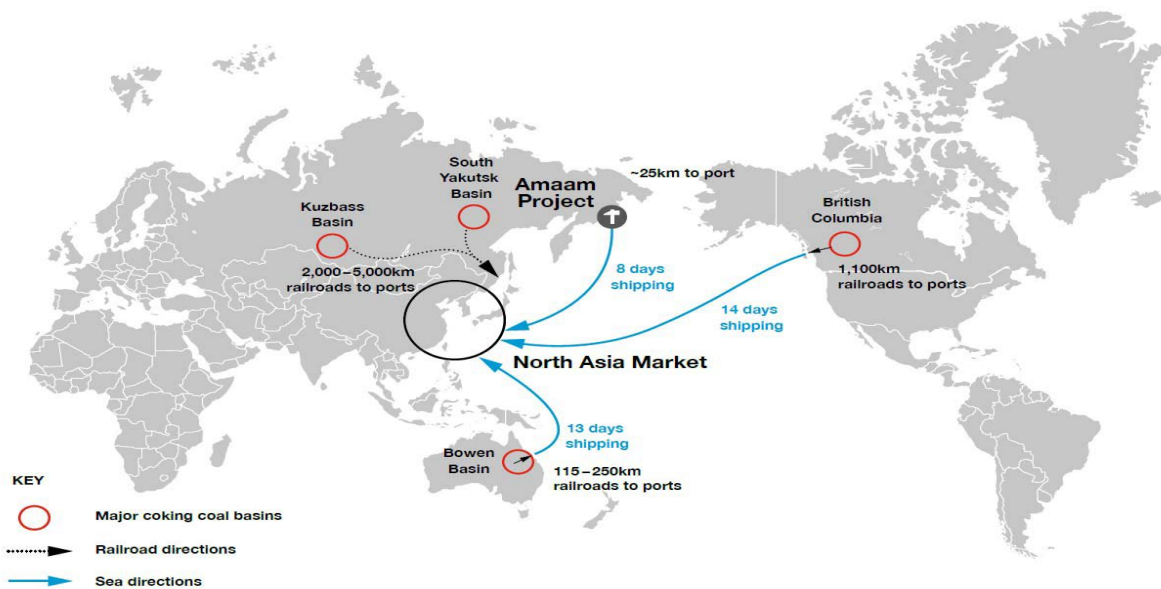 South
Yakutsk
Basin
Amaam
Project
~25km to port
Kuzbass
Basin
British
Columbia
2,000–5,000km
railroads to ports
8 days
shipping
1,100km
railroads to ports
14 days
shipping
North Asia Market
13 days
shipping
Bowen
Basin
115–250km
railroads to ports
KEY
Major coking coal basins
Railroad directions
Sea directions